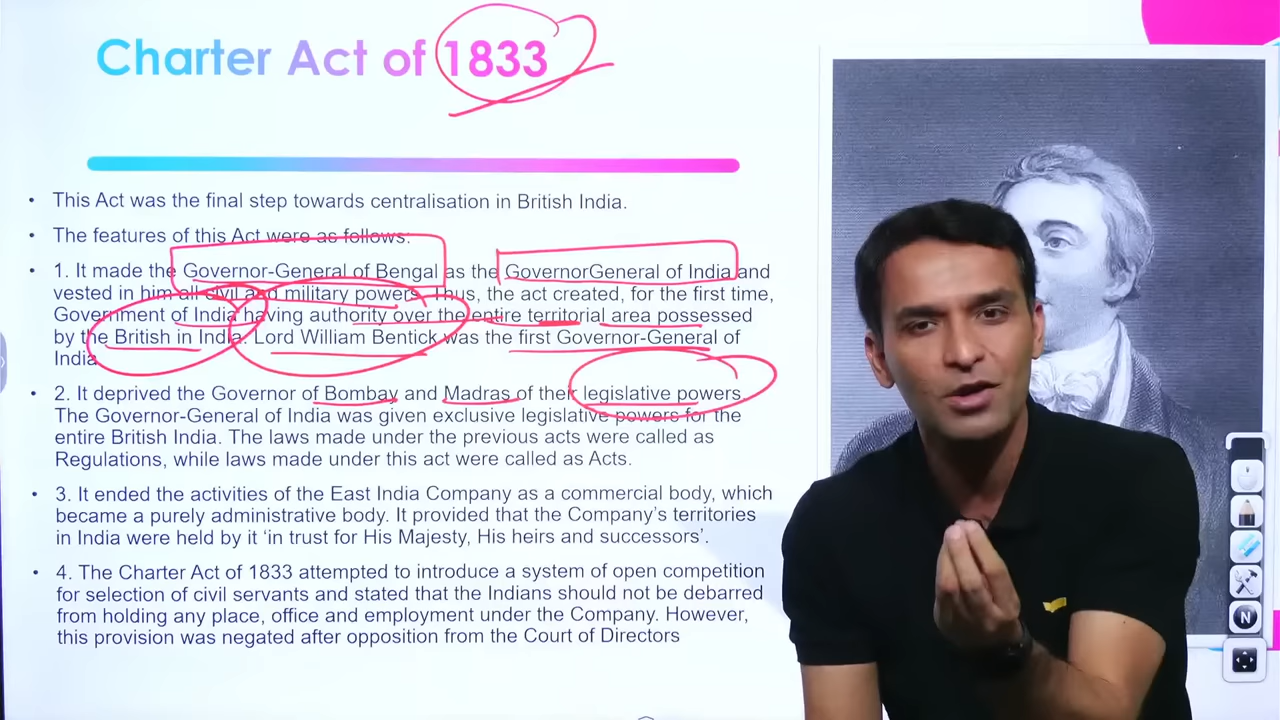 Charter Act of 1833
• This Act was the final step towards centralisation in British India.
• The features of this Act were as follows:
• 1. It made the Governor-General of Bengal as the GovernorGeneral of India and
vested in him all civil and military powers. Thus, the act created, for the first time,
Government of India having authority over the entire territorial area possessed
by the British in India. Lord William Bentick was the first Governor-General of
India.
• 2. It deprived the Governor of Bombay and Madras of their legislative powers.
The Governor-General of India was given exclusive legislative powers for the
entire British India. The laws made under the previous acts were called as
Regulations, while laws made under this act were called as Acts.
• 3. It ended the activities of the East India Company as a commercial body, which
became a purely administrative body. It provided that the Company’s territories
in India were held by it ‘in trust for His Majesty, His heirs and successors’.
• 4. The Charter Act of 1833 attempted to introduce a system of open competition
for selection of civil servants and stated that the Indians should not be debarred
from holding any place, office and employment under the Company. However,
this provision was negated after opposition from the Court of Directors
N